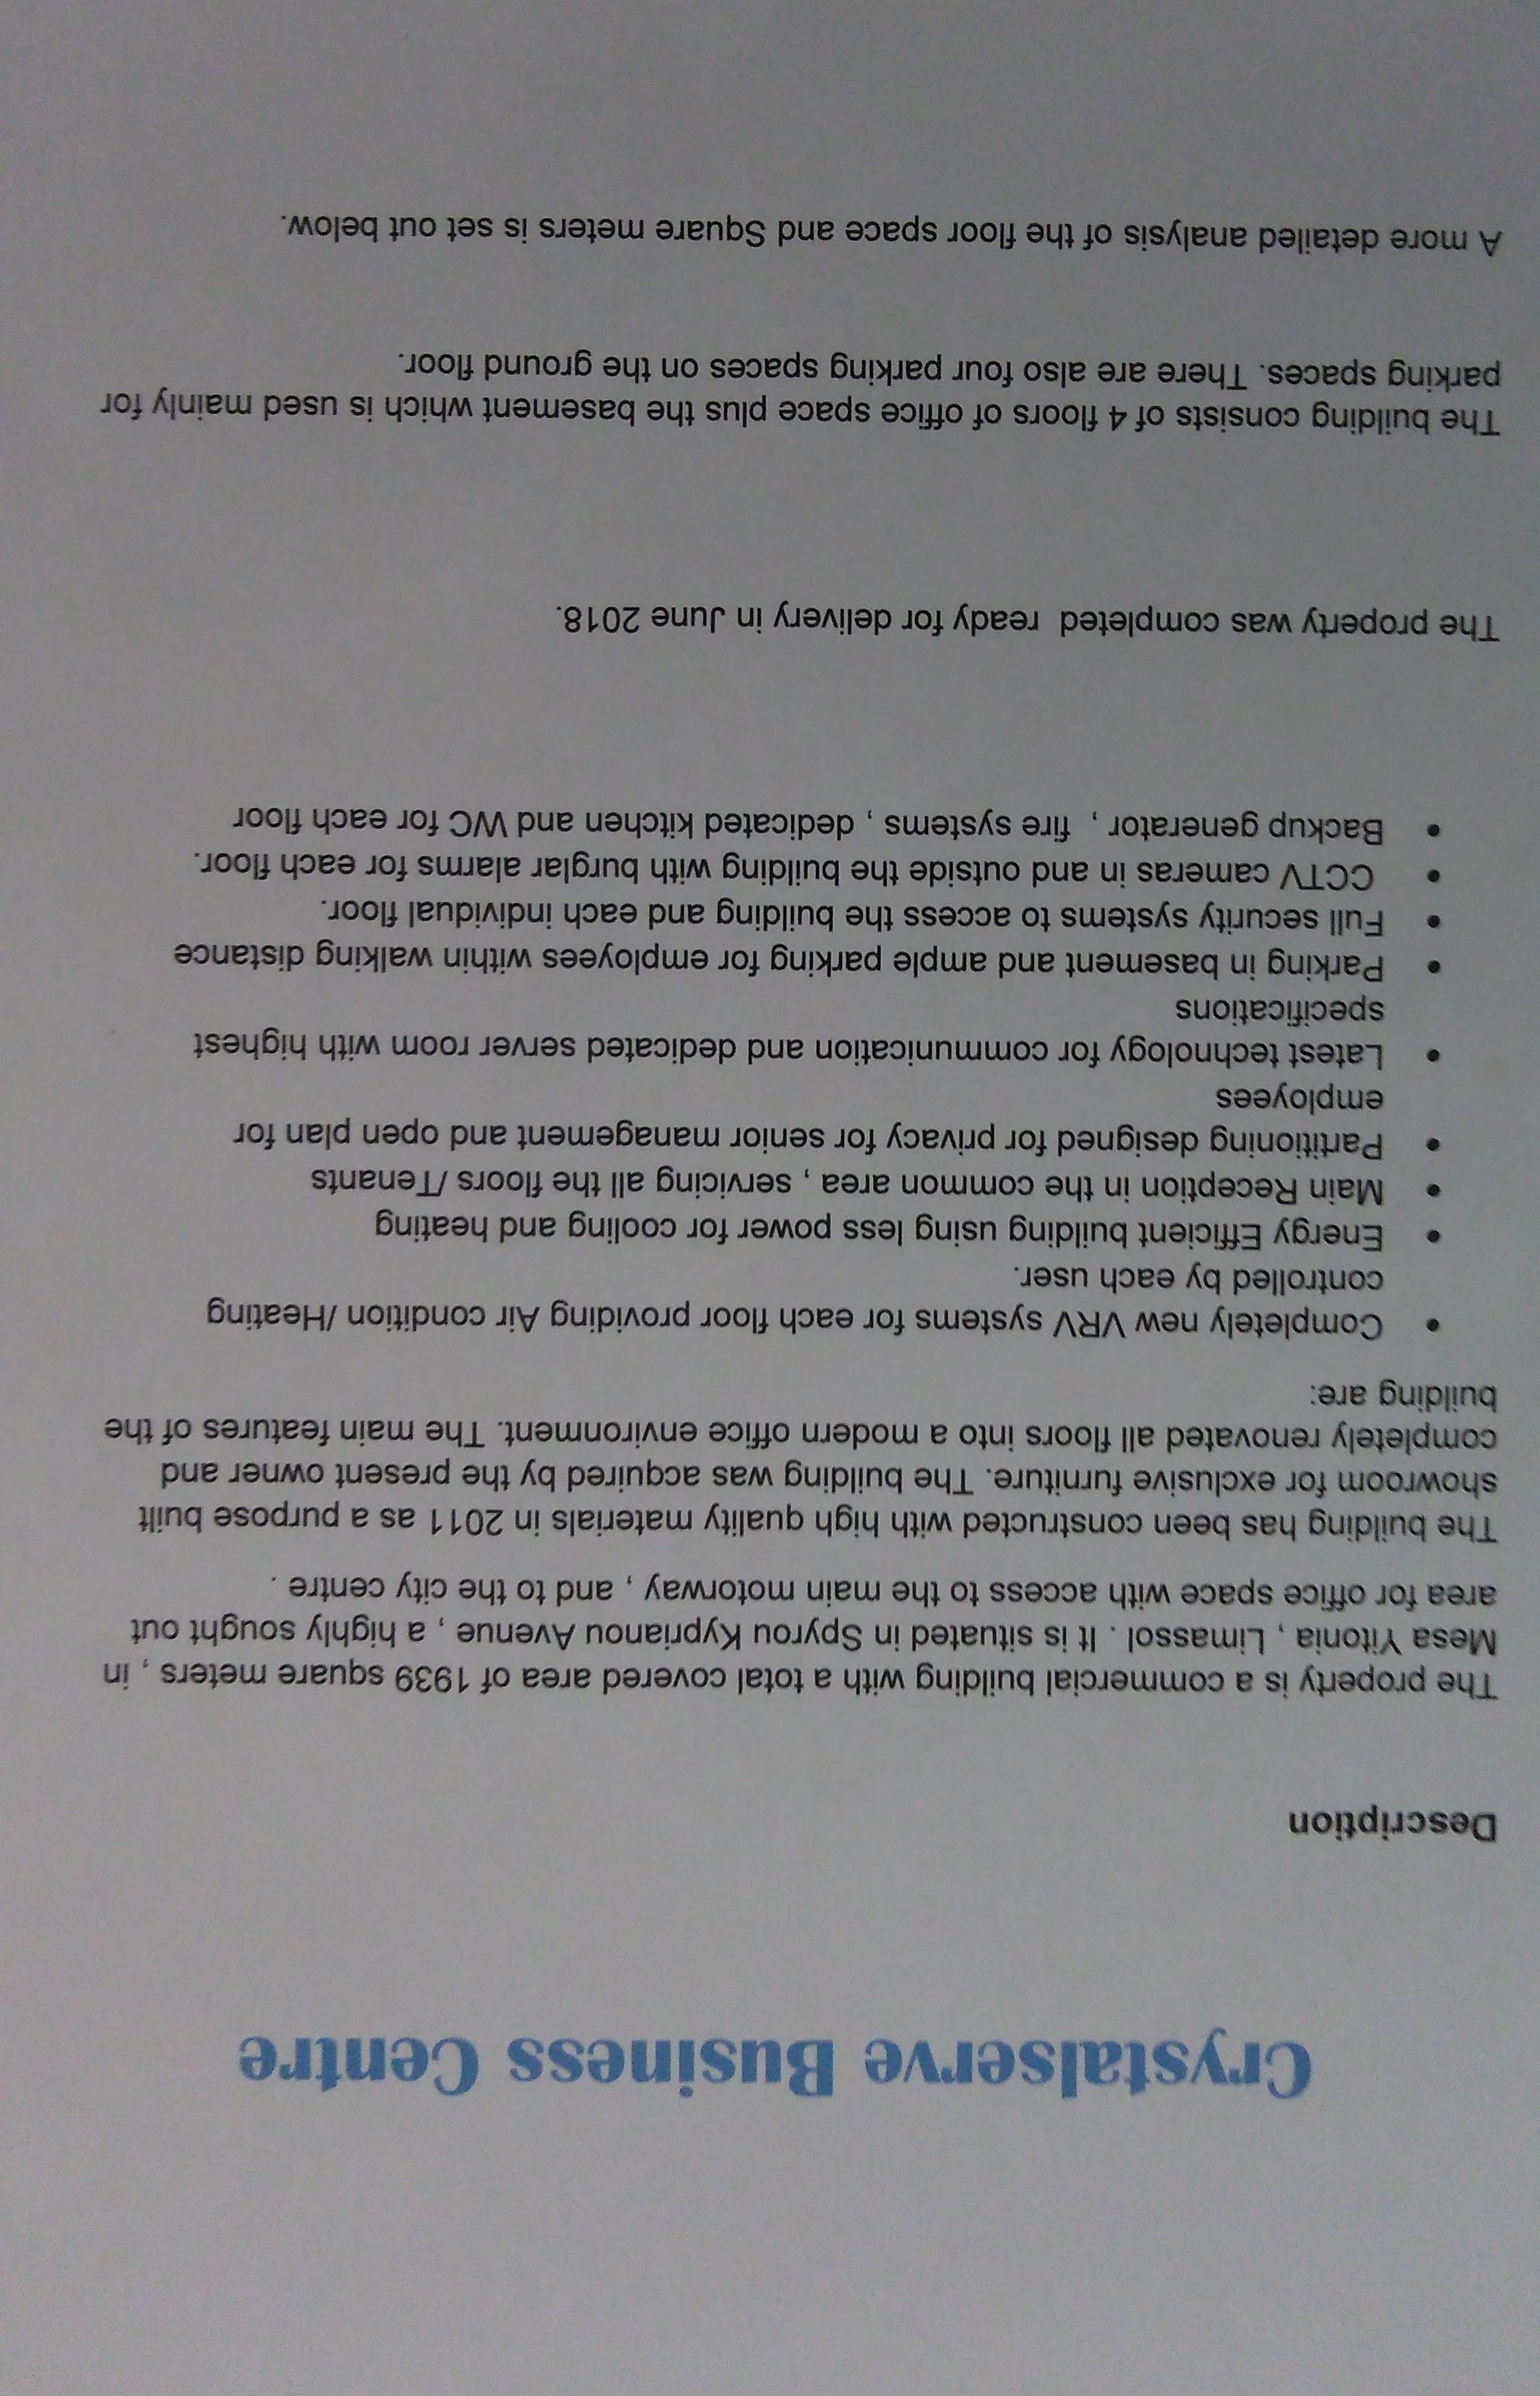 Crystalserve Business Centre
Description
The property is a commercial building with a total covered area of 1939 square meters , in
Mesa Yitonia , Limassol . It is situated in Spyrou Kyprianou Avenue , a highly sought out
area for office space with access to the main motorway , and to the city centre .
The building has been constructed with high quality materials in 2011 as a purpose built
showroom for exclusive furniture. The building was acquired by the present owner and
completely renovated all floors into a modern office environment. The main features of the
building are:
• Completely new VRV systems for each floor providing Air condition /Heating
controlled by each user.
• Energy Efficient building using less power for cooling and heating
• Main Reception in the common area , servicing all the floors /Tenants
• Partitioning designed for privacy for senior management and open plan for
employees
• Latest technology for communication and dedicated server room with highest
specifications
• Parking in basement and ample parking for employees within walking distance
• Full security systems to access the building and each individual floor.
• CCTV cameras in and outside the building with burglar alarms for each floor.
• Backup generator , fire systems , dedicated kitchen and WC for each floor
The property was completed ready for delivery in June 2018.
The building consists of 4 floors of office space plus the basement which is used mainly for
parking spaces. There are also four parking spaces on the ground floor.
A more detailed analysis of the floor space and Square meters is set out below.